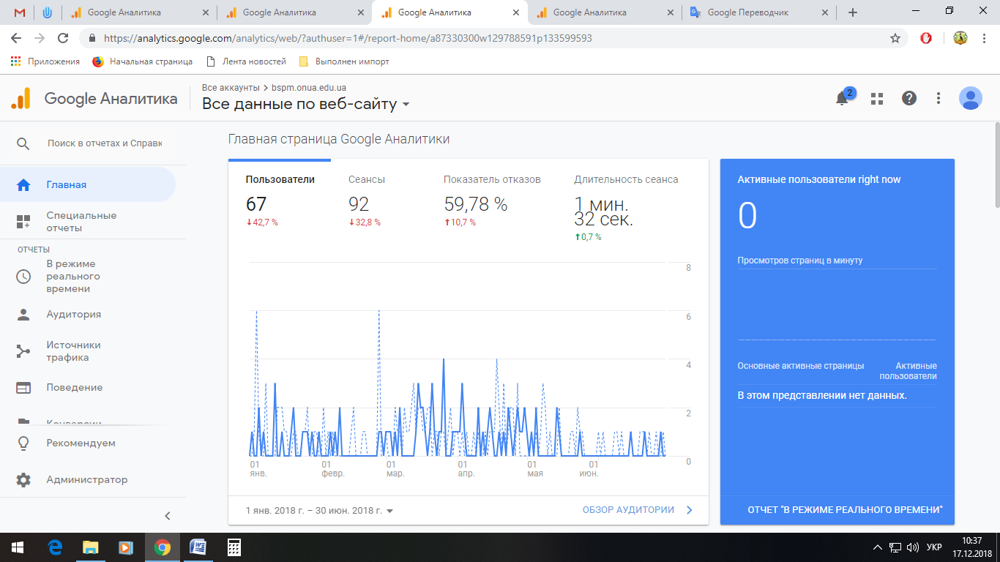 Google Аналитика
Google Аналитика
Google Аналитика
Google Аналитика
Google Переводчик
https://analytics.google.com/analytics/web/?authuser=1#/report-home/a87330300w129788591p133599593
Приложения
Начальная страница
Лента новостей
Выполнен импорт
Google Аналитика
Все аккаунты > bspm.onua.edu.ua
Все данные по веб-сайту
2
Поиск в отчетах и Справк
Главная
Специальные
отчеты
ОТЧЕТЫ
В режиме
реального
времени
Аудитория
Источники
трафика
Поведение
Конверсии
Рекомендуем
Администратор
Главная страница Google Аналитики
Пользователи
67
42,7 %
Сеансы
92
32,8 %
Показатель отказов
59,78 %
10,7 %
Длительность сеанса
1 мин.
32 сек.
0,7 %
8
6
4
2
0
01
янв.
01
февр.
01
мар.
01
апр.
01
мая
01
июн.
1 янв. 2018 г. – 30 июн. 2018 г.
ОБЗОР АУДИТОРИИ
Активные пользователи right now
0
Просмотров страниц в минуту
Основные активные страницы
Активные
пользователи
В этом представлении нет данных.
ОТЧЕТ "В РЕЖИМЕ РЕАЛЬНОГО ВРЕМЕНИ"
УКР
10:37
17.12.2018